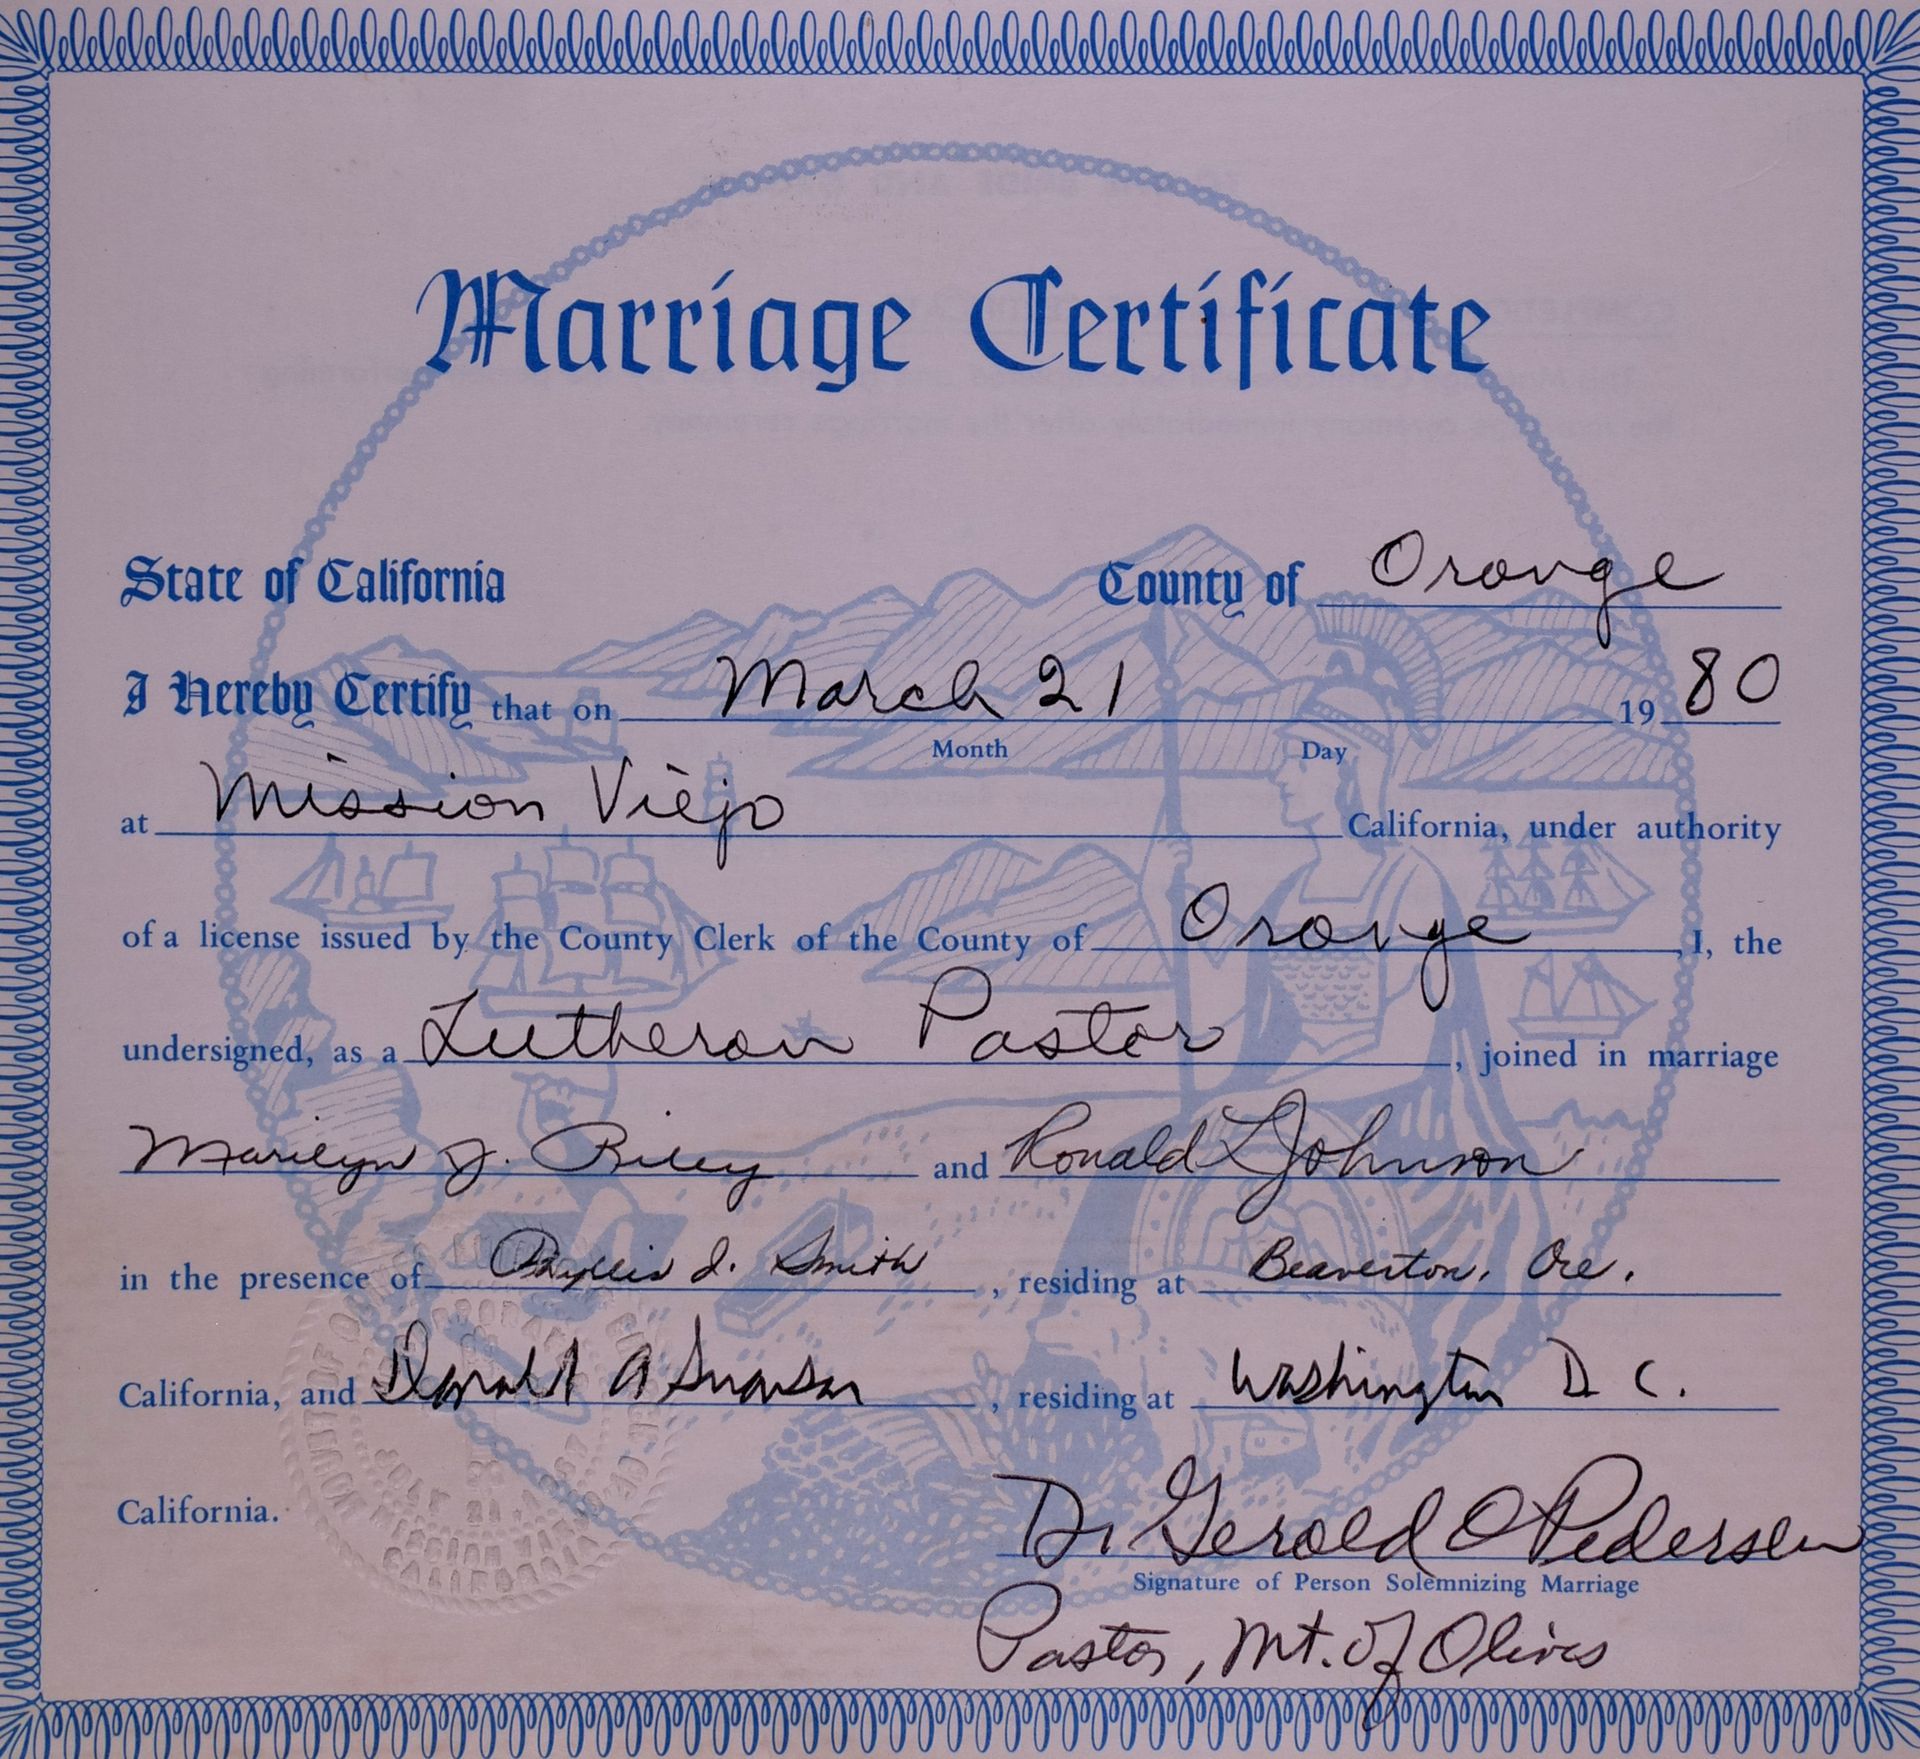 Marriage Certificate
State of California County of Orange
I Hereby Certify that on March 21 19 80
Month Day
at Mission Viejo California, under authority
of a license issued by the County Clerk of the County of Orange, I, the
undersigned, as a Lutheran Pastor, joined in marriage
Marilyn J. Riley and Ronald L Johnson
in the presence of Phyllis J. Smith, residing at Beaverton, Ore.
California, and Donald A Swanson, residing at Washington D C.
California.
Dr Gerald O Pedersen
Signature of Person Solemnizing Marriage
Pastor, Mt. Of Olives